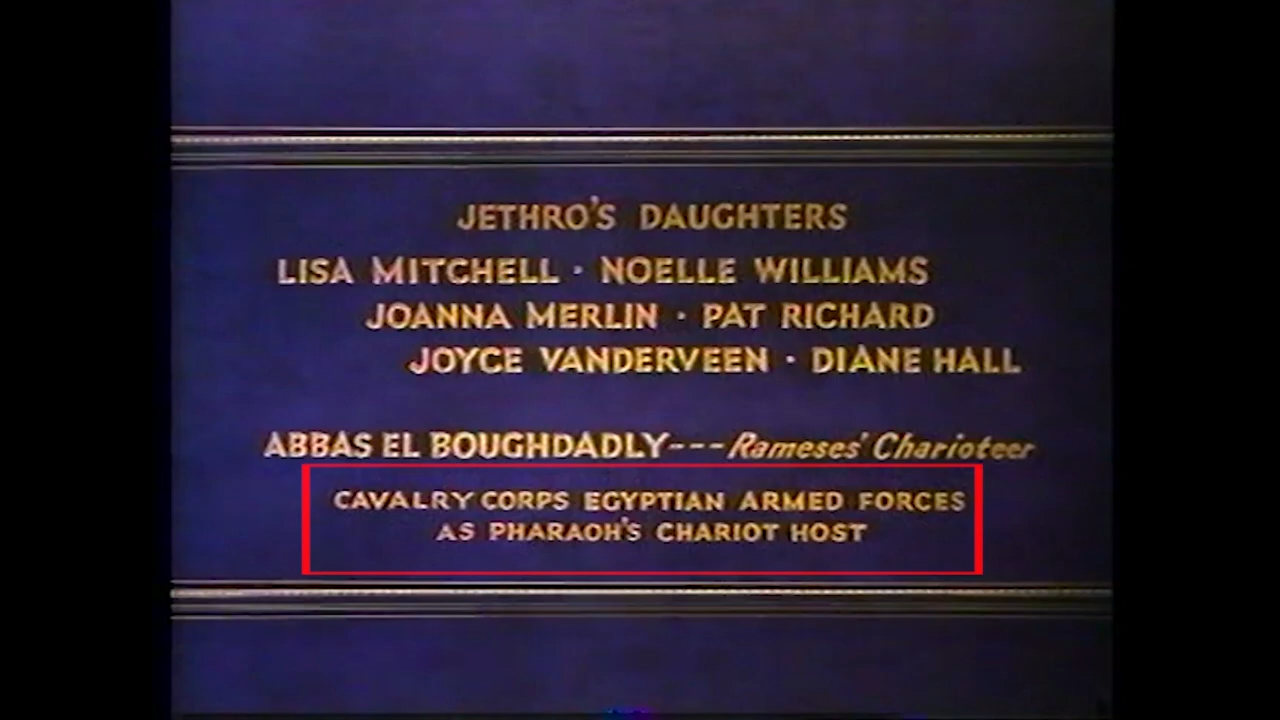 JETHRO'S DAUGHTERS
LISA MITCHELL · NOELLE WILLIAMS
JOANNA MERLIN · PAT RICHARD
JOYCE VANDERVEEN · DIANE HALL
ABBAS EL BOUGHDADLY---Rameses' Charioteer
CAVALRY CORPS EGYPTIAN ARMED FORCES
AS PHARAOH'S CHARIOT HOST